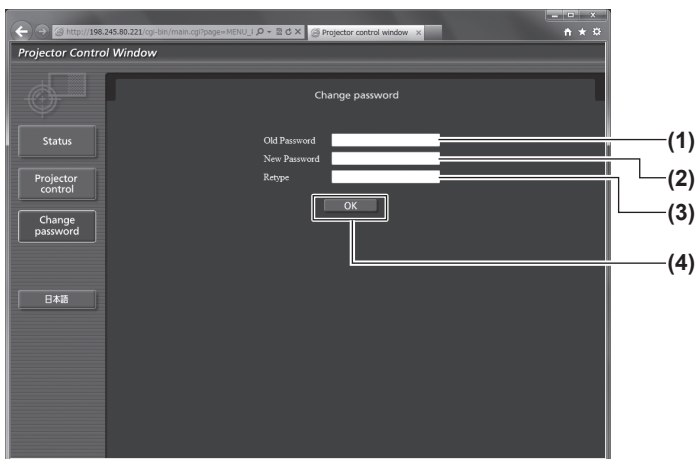 http://198.245.80.221/cgi-bin/main.cgi?page=MENU_
Projector control window
Projector Control Window
Change password
Status
Projector
control
Change
password
日本語
Old Password
New Password
Retype
OK
(1)
(2)
(3)
(4)